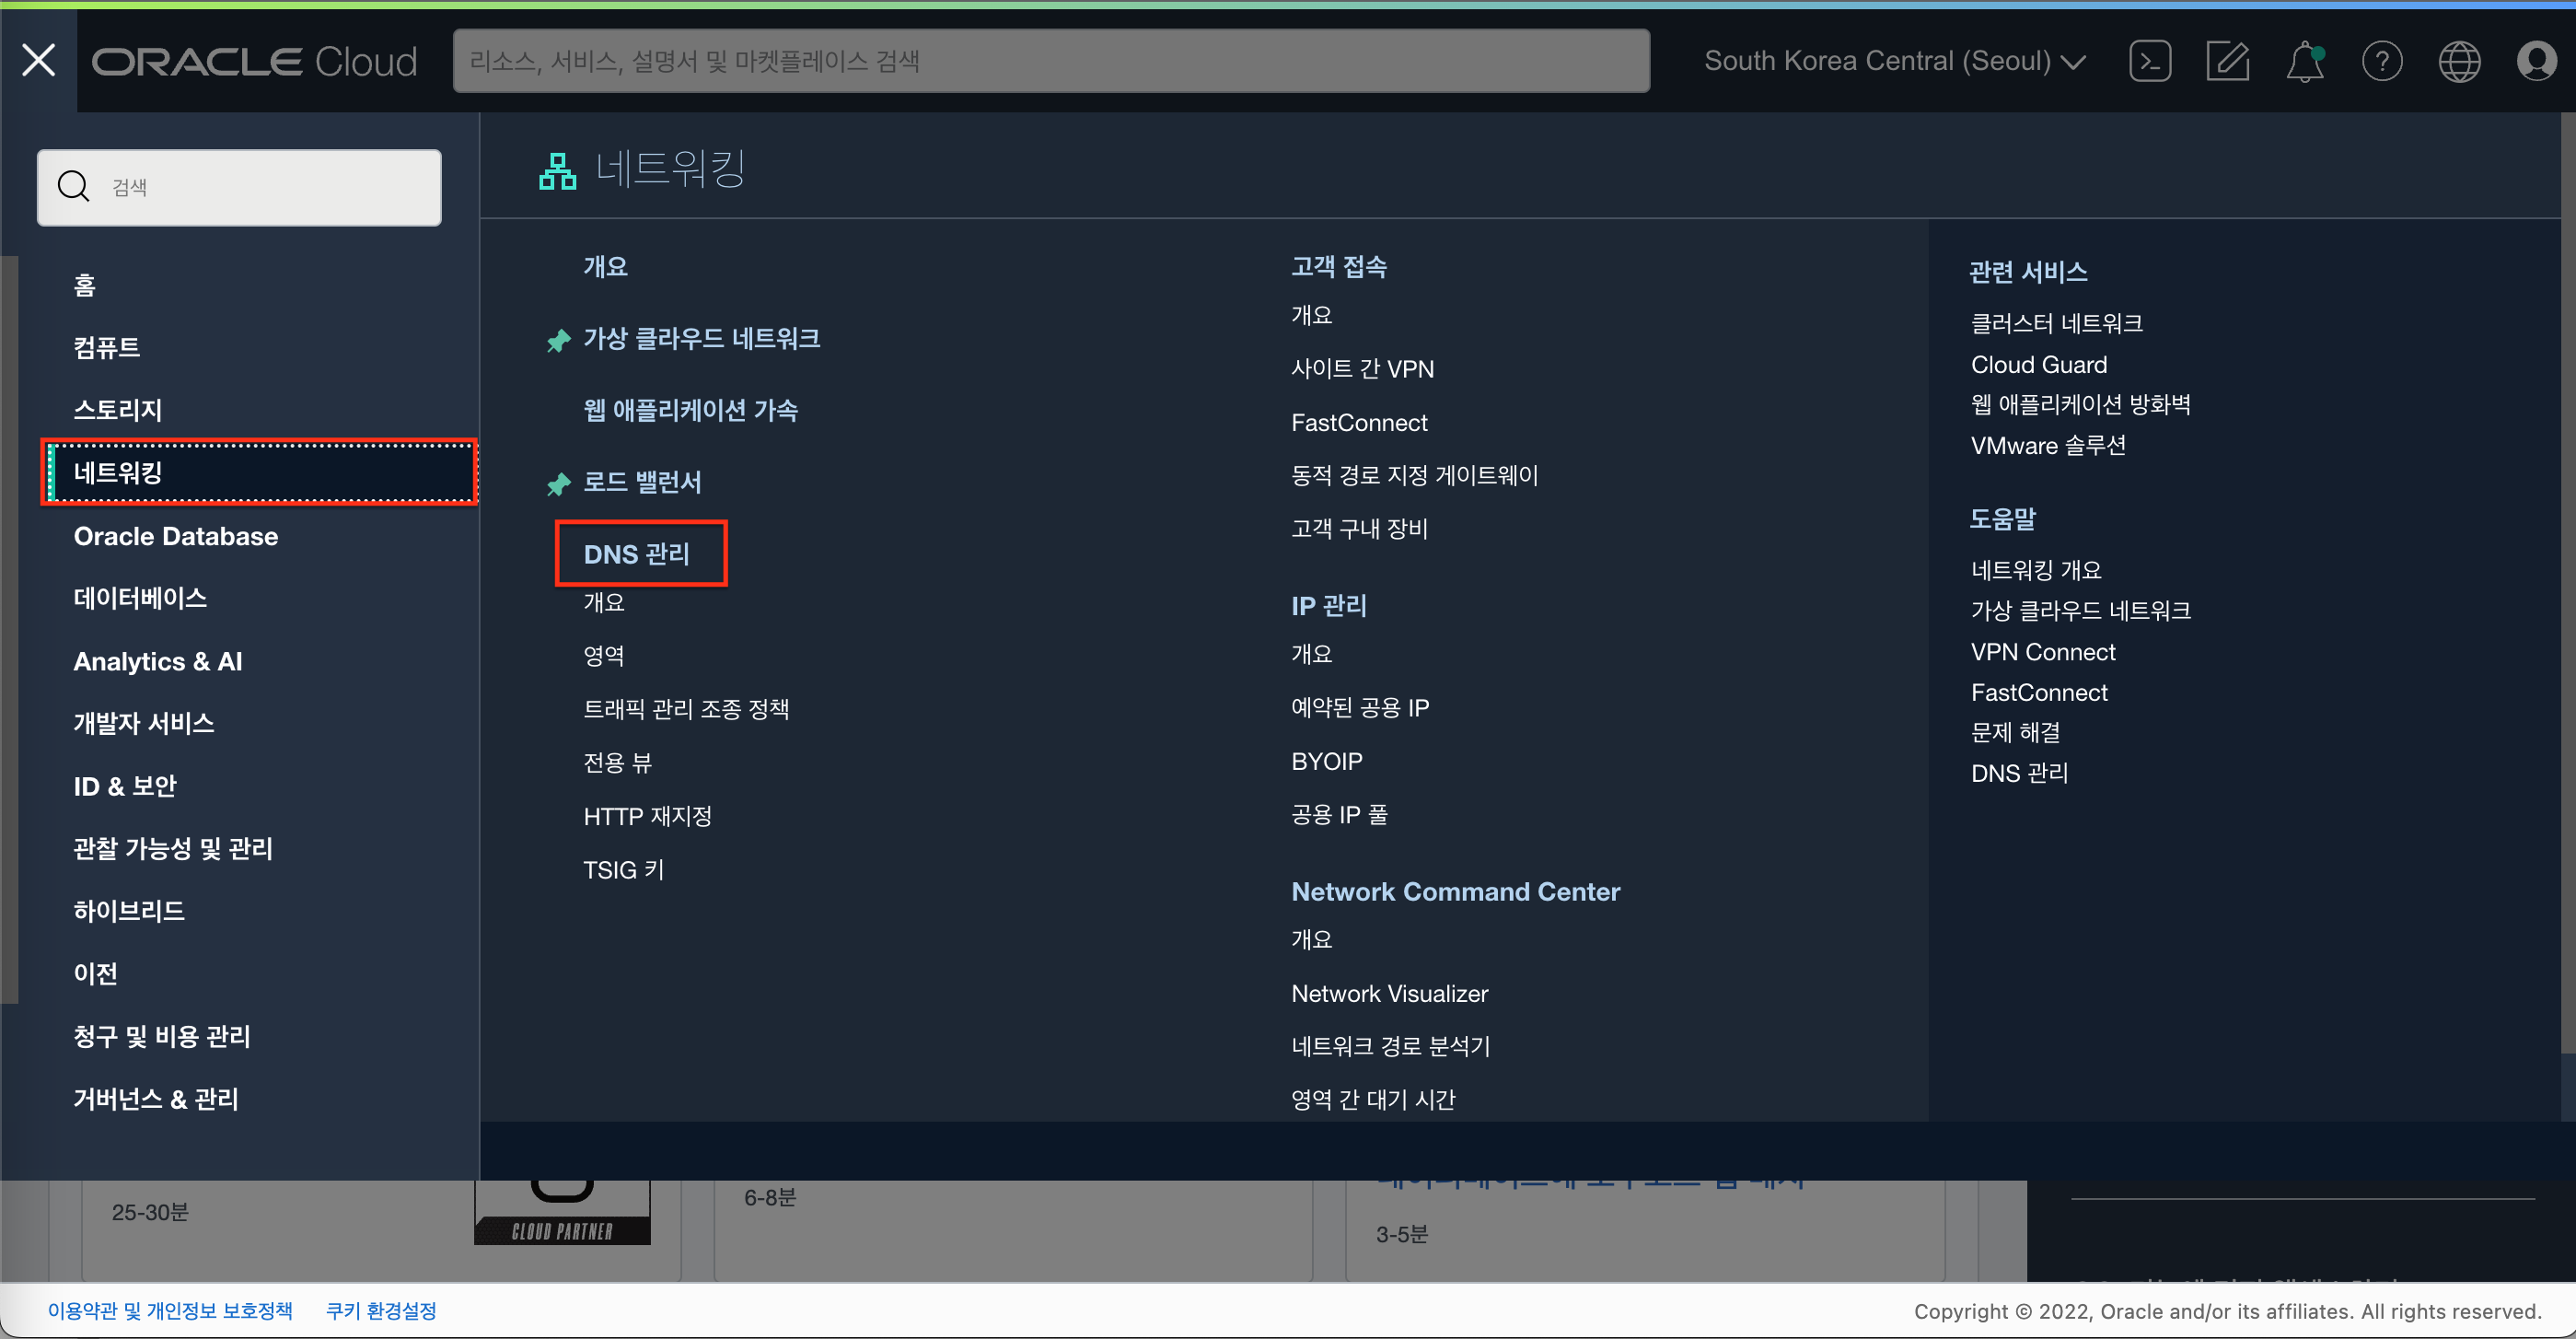 ORACLE Cloud
리소스, 서비스, 설명서 및 마켓플레이스 검색
South Korea Central (Seoul)
검색
홈
컴퓨트
스토리지
네트워킹
Oracle Database
데이터베이스
Analytics & AI
개발자 서비스
ID & 보안
관찰 가능성 및 관리
하이브리드
이전
청구 및 비용 관리
거버넌스 & 관리
네트워킹
개요
가상 클라우드 네트워크
웹 애플리케이션 가속
로드 밸런서
DNS 관리
개요
영역
트래픽 관리 조종 정책
전용 뷰
HTTP 재지정
TSIG 키
고객 접속
개요
사이트 간 VPN
FastConnect
동적 경로 지정 게이트웨이
고객 구내 장비
IP 관리
개요
예약된 공용 IP
BYOIP
공용 IP 풀
Network Command Center
개요
Network Visualizer
네트워크 경로 분석기
영역 간 대기 시간
관련 서비스
클러스터 네트워크
Cloud Guard
웹 애플리케이션 방화벽
VMware 솔루션
도움말
네트워킹 개요
가상 클라우드 네트워크
VPN Connect
FastConnect
문제 해결
DNS 관리
25-30분
CLOUD PARTNER
6-8분
3-5분
이용약관 및 개인정보 보호정책
쿠키 환경설정
Copyright © 2022, Oracle and/or its affiliates. All rights reserved.